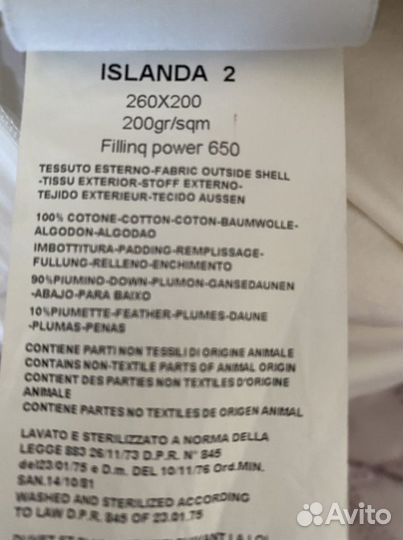 ISLANDA 2
260X200
200gr/sqm
Filling power 650
TESSUTO ESTERNO-FABRIC OUTSIDE SHELL
-TISSU EXTERIOR-STOFF EXTERNO-
TEJIDO EXTERIEUR-TECIDO AUSSEN
100% COTONE-COTTON-COTON-BAUMWOLLE-
ALGODON-ALGODAO
IMBOTTITURA-PADDING-REMPLISSAGE-
FULLUNG-RELLENO-ENCHIMENTO
90%PIUMINO-DOWN-PLUMON-GANSEDAUNEN
-ABAJO-PARA BAIXO
10%PIUMETTE-FEATHER-PLUMES-DAUNE
-PLUMAS-PENAS
CONTIENE PARTI NON TESSILI DI ORIGINE ANIMALE
CONTAINS NON-TEXTILE PARTS OF ANIMAL ORIGIN
CONTIENT DES PARTIES NON TEXTILES D'ORIGINE
ANIMALE
CONTIENE PARTES NO TEXTILES DE ORIGEN ANIMAL
LAVATO E STERILIZZATO A NORMA DELLA
LEGGE 883 26/11/73 D.P.R. N° 845
del23/01/75 e D.m. DEL 10/11/76 Ord.MIN.
SAN.14/10/81
WASHED AND STERILIZED ACCORDING
TO LAW D.P.R. 845 OF 23.01.75
Avito